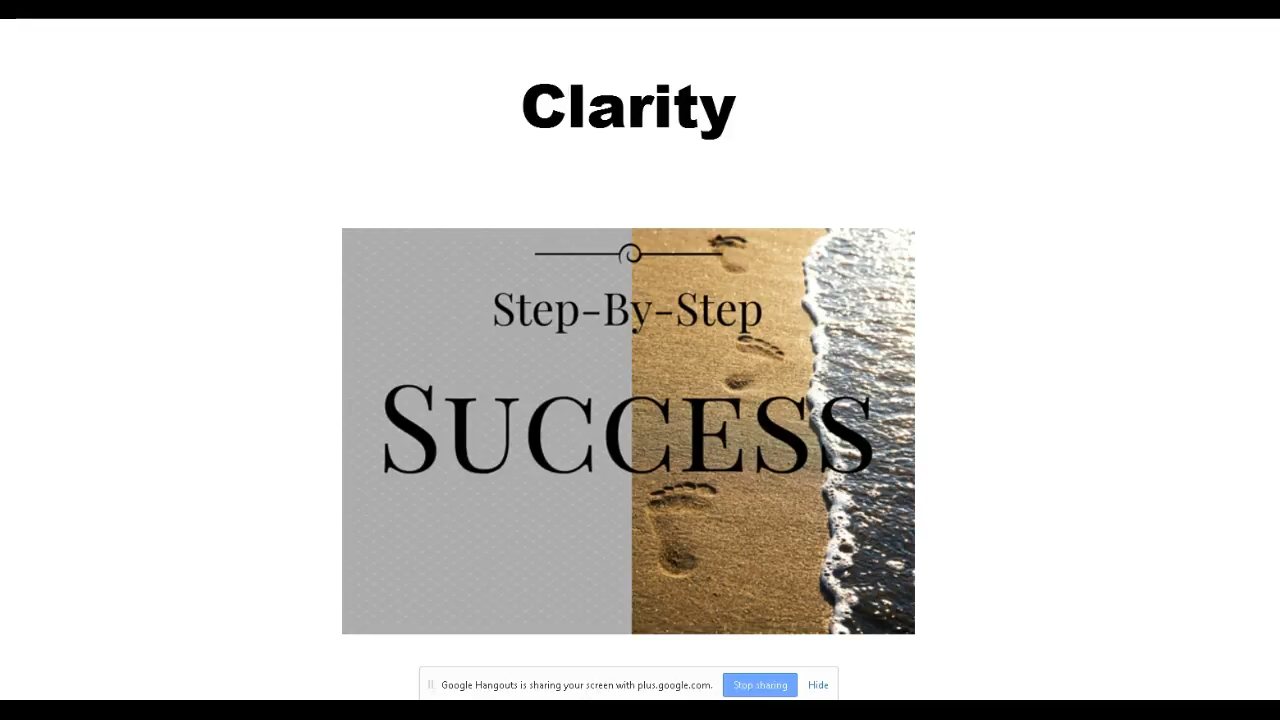 Clarity
Step-By-Step
SUCCESS
Google Hangouts is sharing your screen with plus.google.com.
Stop sharing
Hide